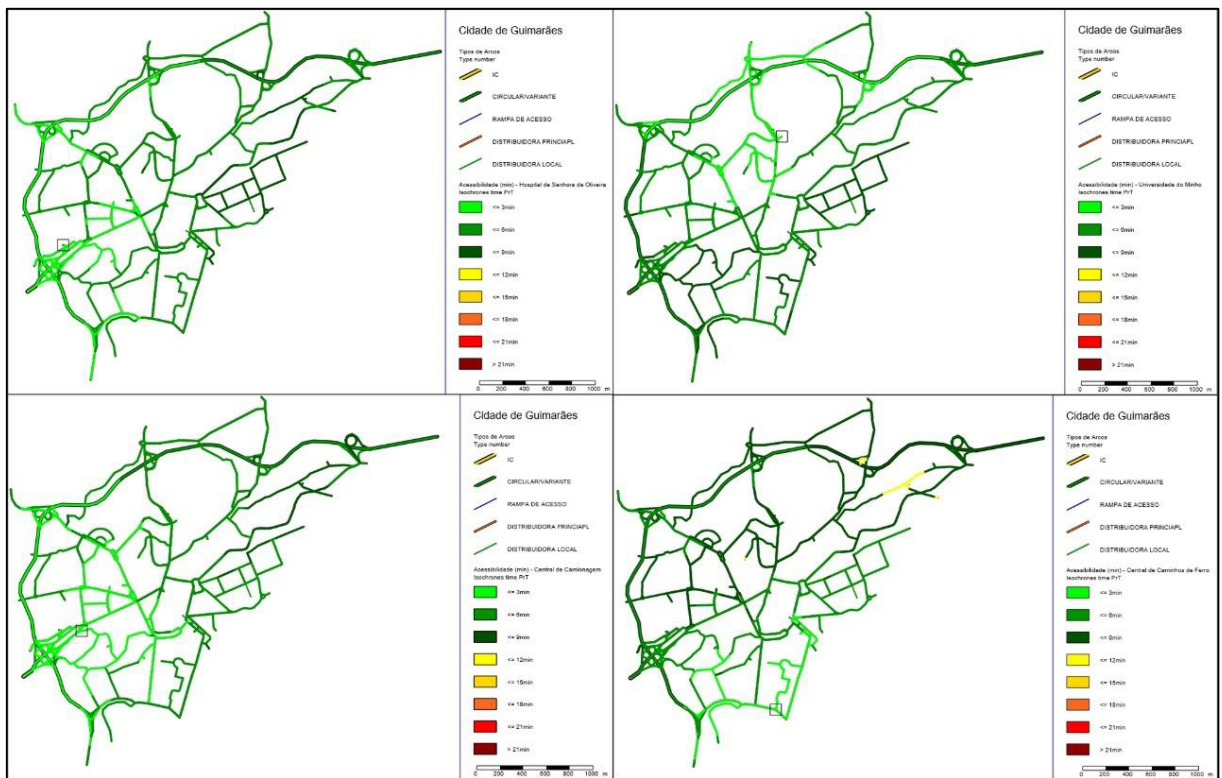 Cidade de Guimarães
Tipos de Arcos
Type number
IC
CIRCULAR/VARIANTE
RAMPA DE ACESSO
DISTRIBUIDORA PRINCIAPL
DISTRIBUIDORA LOCAL
Acessibilidade (min) - Hospital da Senhora de Oliveira
Isochrones time PrT
<= 3min
<= 6min
<= 9min
<= 12min
<= 15min
<= 18min
<= 21min
> 21min
0 200 400 600 800 1000 m
Cidade de Guimarães
Tipos de Arcos
Type number
IC
CIRCULAR/VARIANTE
RAMPA DE ACESSO
DISTRIBUIDORA PRINCIAPL
DISTRIBUIDORA LOCAL
Acessibilidade (min) - Universidade do Minho
Isochrones time PrT
<= 3min
<= 6min
<= 9min
<= 12min
<= 15min
<= 18min
<= 21min
> 21min
0 200 400 600 800 1000 m
Cidade de Guimarães
Tipos de Arcos
Type number
IC
CIRCULAR/VARIANTE
RAMPA DE ACESSO
DISTRIBUIDORA PRINCIAPL
DISTRIBUIDORA LOCAL
Acessibilidade (min) - Central de Camionagem
Isochrones time PrT
<= 3min
<= 6min
<= 9min
<= 12min
<= 15min
<= 18min
<= 21min
> 21min
0 200 400 600 800 1000 m
Cidade de Guimarães
Tipos de Arcos
Type number
IC
CIRCULAR/VARIANTE
RAMPA DE ACESSO
DISTRIBUIDORA PRINCIAPL
DISTRIBUIDORA LOCAL
Acessibilidade (min) - Central de Caminhos de Ferro
Isochrones time PrT
<= 3min
<= 6min
<= 9min
<= 12min
<= 15min
<= 18min
<= 21min
> 21min
0 200 400 600 800 1000 m